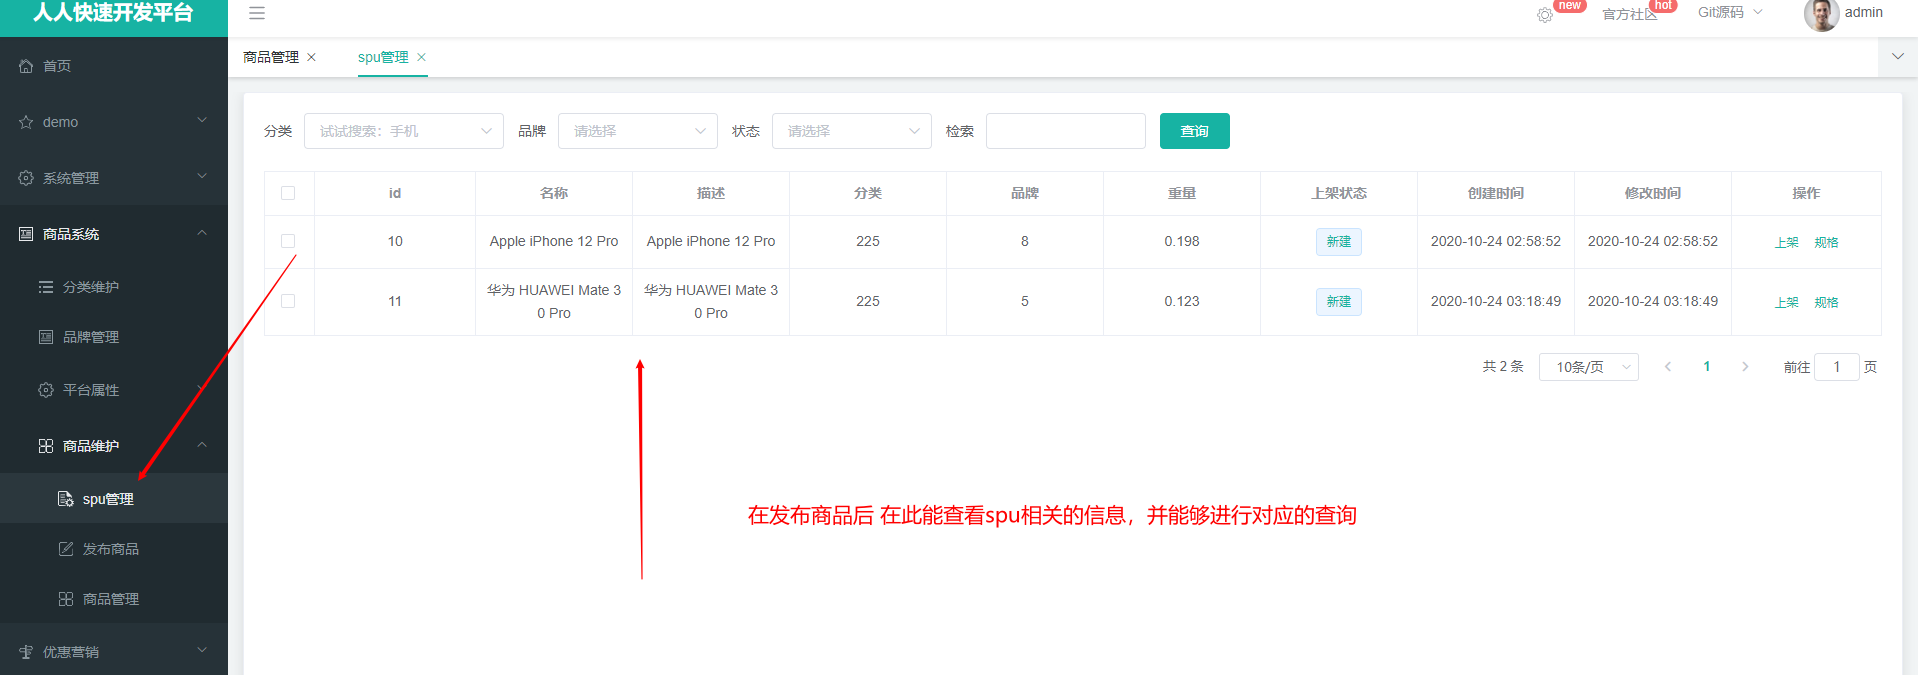 人人快速开发平台
new
官方社区
hot
Git源码
admin
首页
demo
系统管理
商品系统
分类维护
品牌管理
平台属性
商品维护
spu管理
发布商品
商品管理
优惠营销
商品管理 spu管理
分类 试试搜索：手机 品牌 请选择 状态 请选择 检索 查询
id 名称 描述 分类 品牌 重量 上架状态 创建时间 修改时间 操作
10 Apple iPhone 12 Pro Apple iPhone 12 Pro 225 8 0.198 新建 2020-10-24 02:58:52 2020-10-24 02:58:52 上架 规格
11 华为 HUAWEI Mate 3 华为 HUAWEI Mate 3 225 5 0.123 新建 2020-10-24 03:18:49 2020-10-24 03:18:49 上架 规格
0 Pro 0 Pro
共 2 条 10条/页 1 前往 1 页
在发布商品后 在此能查看spu相关的信息，并能够进行对应的查询